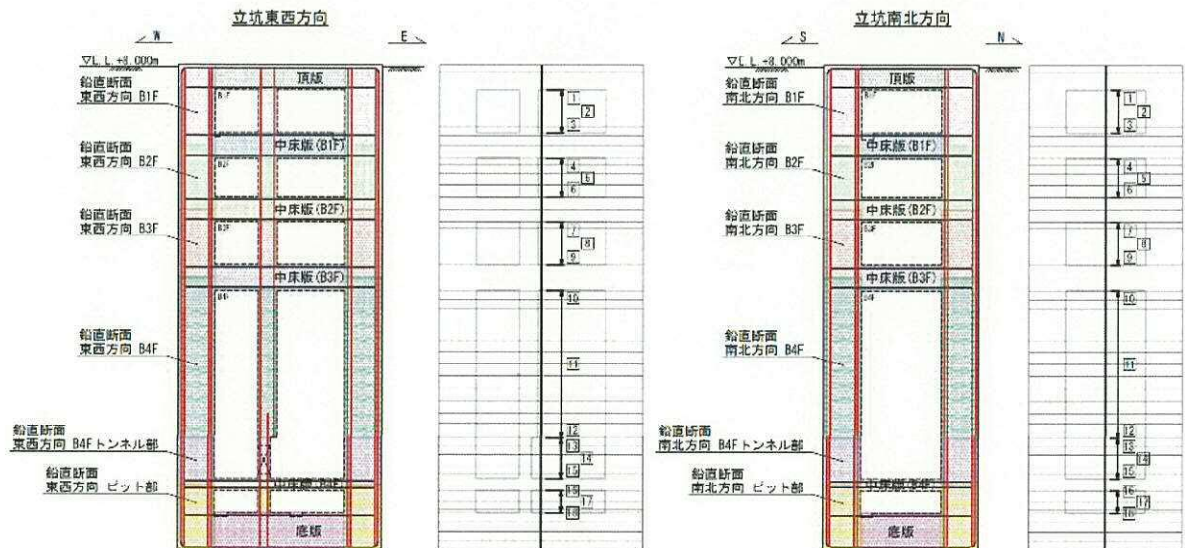 立坑東西方向
W
E
▽L.L.+8.000m
頂版
鉛直断面
東西方向 B1F
B1F
1
2
3
中床版(B1F)
鉛直断面
東西方向 B2F
B2F
4
5
6
中床版(B2F)
鉛直断面
東西方向 B3F
B3F
7
8
9
中床版(B3F)
B4F
10
鉛直断面
東西方向 B4F
11
12
鉛直断面
東西方向 B4Fトンネル部
13
14
15
中床版(B4F)
鉛直断面
東西方向 ピット部
16
17
18
底版
立坑南北方向
S
N
▽L.L.+8.000m
頂版
鉛直断面
南北方向 B1F
B1F
1
2
3
中床版(B1F)
鉛直断面
南北方向 B2F
B2F
4
5
6
中床版(B2F)
鉛直断面
南北方向 B3F
B3F
7
8
9
中床版(B3F)
B4F
10
鉛直断面
南北方向 B4F
11
12
鉛直断面
南北方向 B4Fトンネル部
13
14
15
中床版(B4F)
鉛直断面
南北方向 ピット部
16
17
18
底版